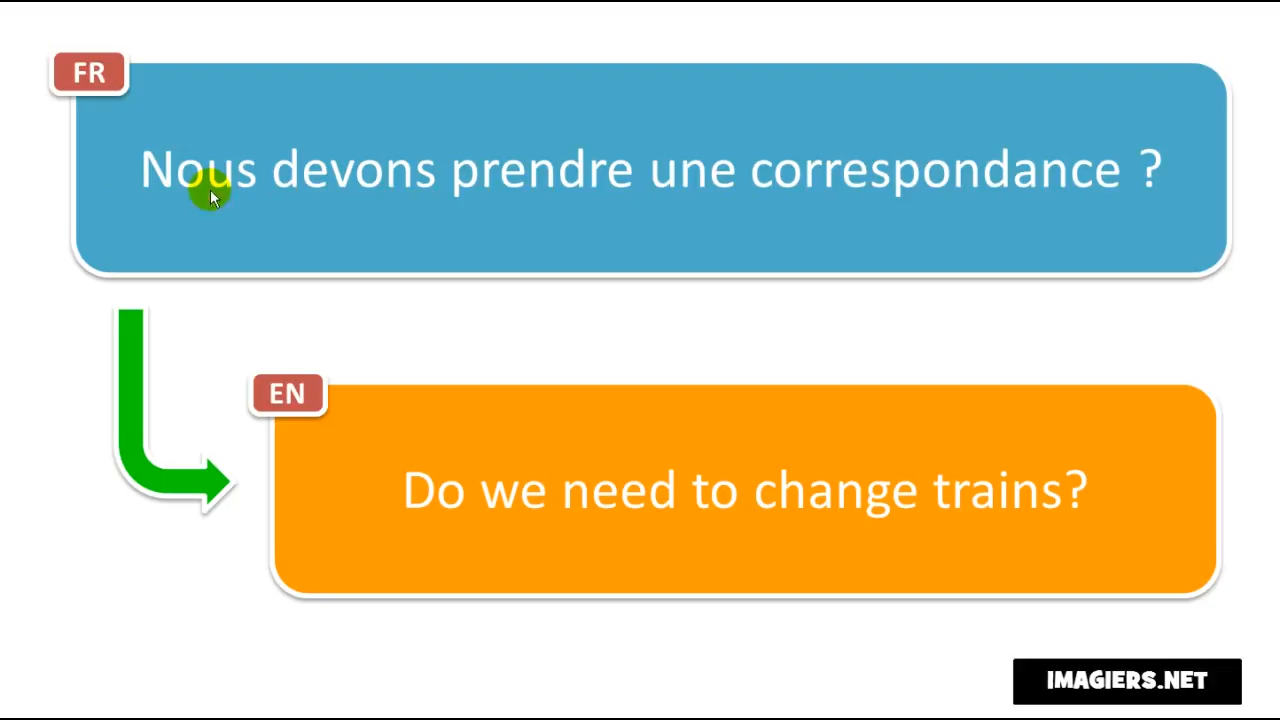 FR
Nous devons prendre une correspondance ?
EN
Do we need to change trains?
IMAGIERS.NET